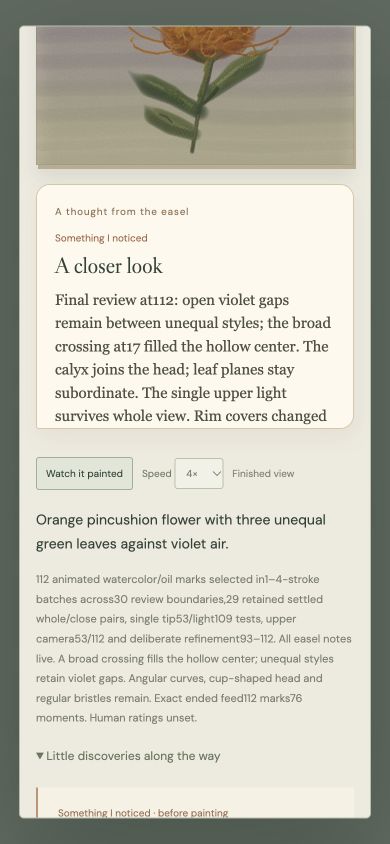 A thought from the easel
Something I noticed
A closer look
Final review at112: open violet gaps
remain between unequal styles; the broad
crossing at17 filled the hollow center. The
calyx joins the head; leaf planes stay
subordinate. The single upper light
survives whole view. Rim covers changed
Watch it painted Speed 4× Finished view
Orange pincushion flower with three unequal
green leaves against violet air.
112 animated watercolor/oil marks selected in1–4-stroke
batches across30 review boundaries,29 retained settled
whole/close pairs, single tip53/light109 tests, upper
camera53/112 and deliberate refinement93–112. All easel notes
live. A broad crossing fills the hollow center; unequal styles
retain violet gaps. Angular curves, cup-shaped head and
regular bristles remain. Exact ended feed112 marks76
moments. Human ratings unset.
▼ Little discoveries along the way
Something I noticed · before painting